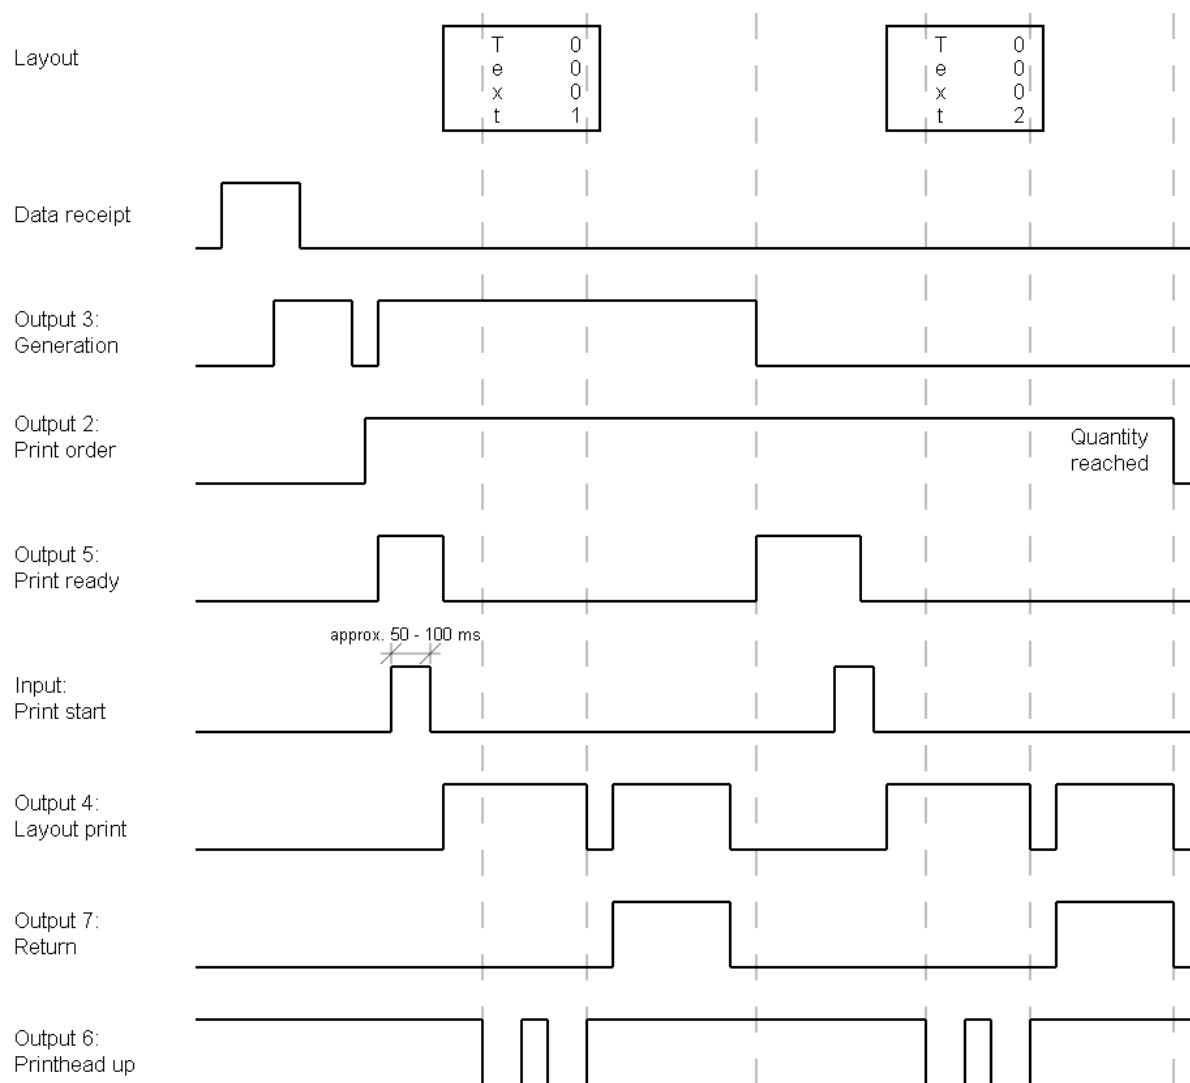 Layout
T 0
e 0
x 0
t 1
T 0
e 0
x 0
t 2
Data receipt
Output 3:
Generation
Output 2:
Print order
Quantity
reached
Output 5:
Print ready
approx. 50 - 100 ms
Input:
Print start
Output 4:
Layout print
Output 7:
Return
Output 6:
Printhead up